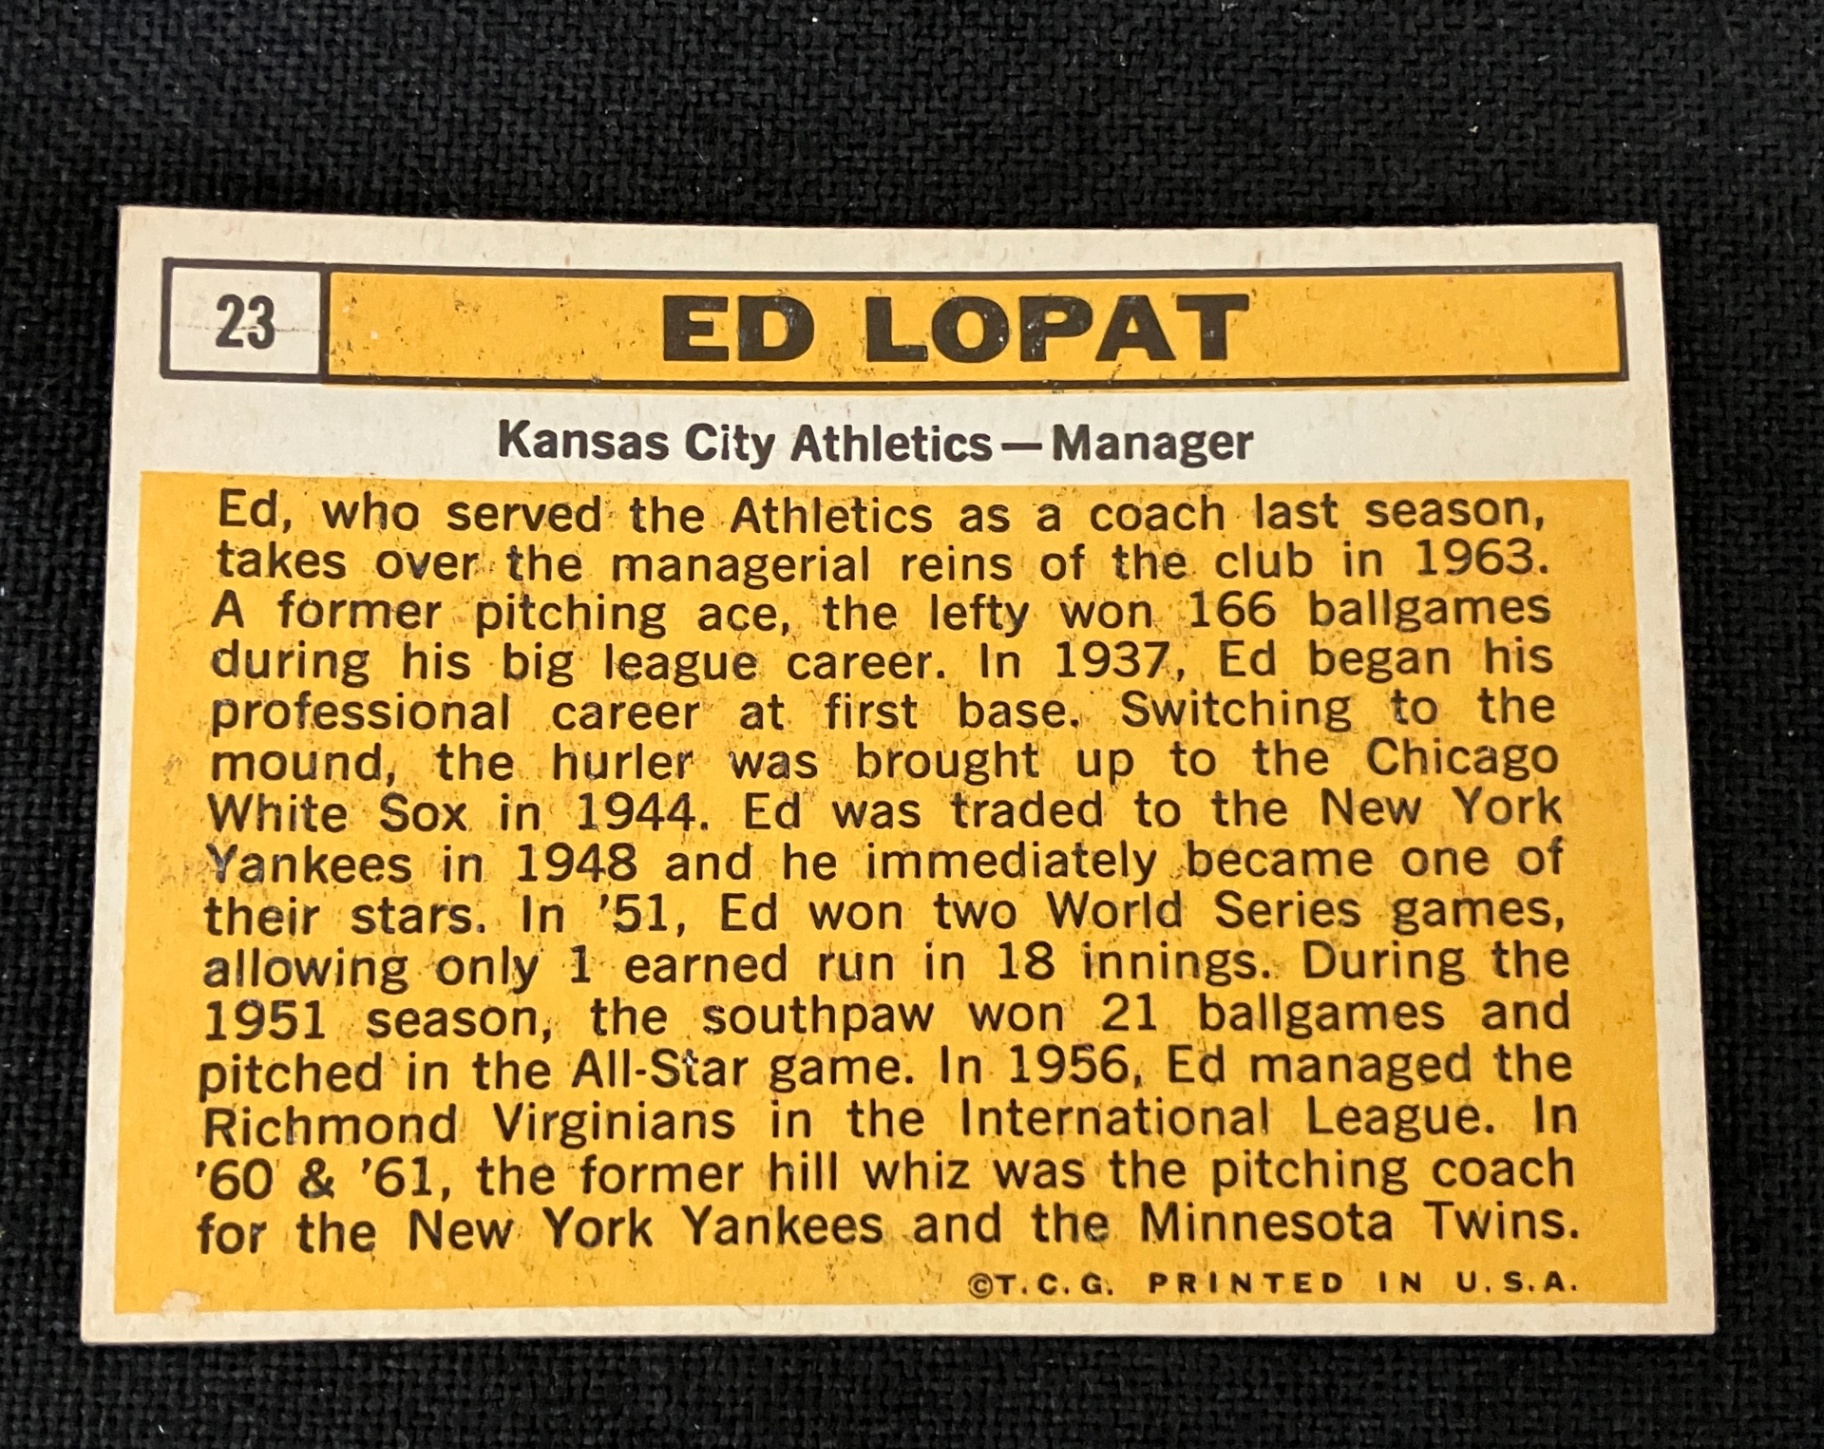 23
ED LOPAT
Kansas City Athletics — Manager
Ed, who served the Athletics as a coach last season,
takes over the managerial reins of the club in 1963.
A former pitching ace, the lefty won 166 ballgames
during his big league career. In 1937, Ed began his
professional career at first base. Switching to the
mound, the hurler was brought up to the Chicago
White Sox in 1944. Ed was traded to the New York
Yankees in 1948 and he immediately became one of
their stars. In '51, Ed won two World Series games,
allowing only 1 earned run in 18 innings. During the
1951 season, the southpaw won 21 ballgames and
pitched in the All-Star game. In 1956, Ed managed the
Richmond Virginians in the International League. In
'60 & '61, the former hill whiz was the pitching coach
for the New York Yankees and the Minnesota Twins.
©T.C.G. PRINTED IN U.S.A.